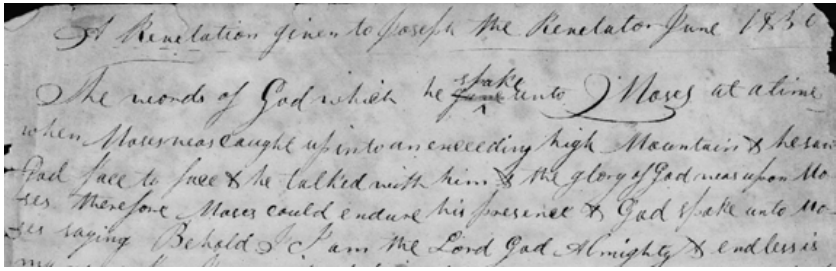 A Revelation given to Joseph the Revelator June 1830
The words of God which he gave spake unto Moses at a time
when Moses was caught up into an exceeding high Mountain & he saw
God face to face & he talked with him & the glory of God was upon Mo
ses therefore Moses could endure his presence & God spake unto Mo
ses saying Behold I I am the Lord God Almighty & endless is
my